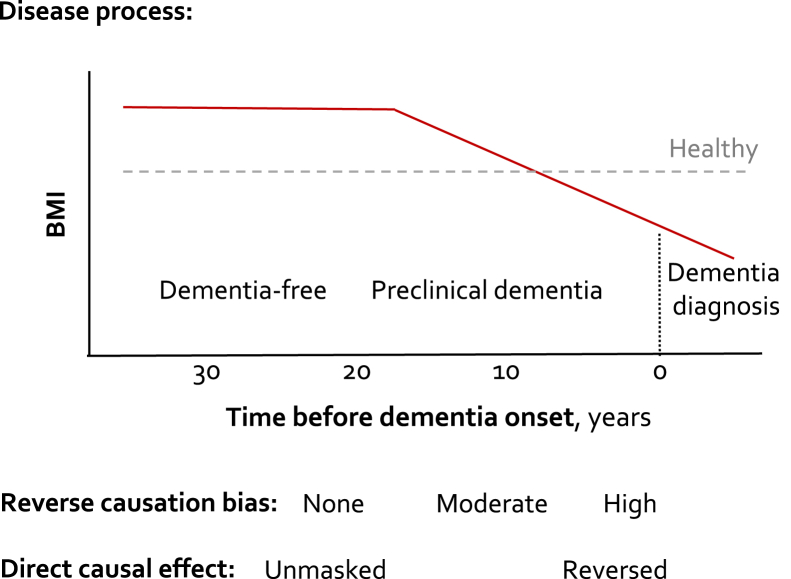 Disease process:
Healthy
BMI
Dementia-free Preclinical dementia
Dementia
diagnosis
30 20 10 0
Time before dementia onset, years
Reverse causation bias: None Moderate High
Direct causal effect: Unmasked Reversed